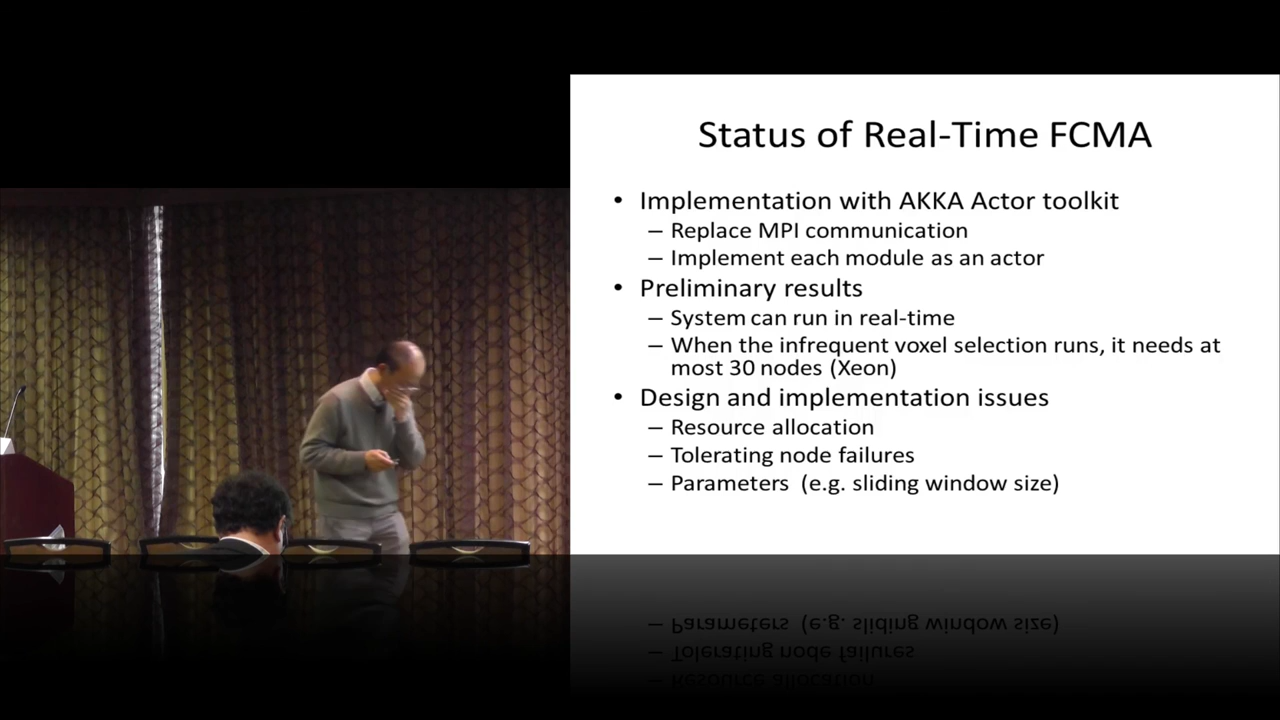 Status of Real-Time FCMA
• Implementation with AKKA Actor toolkit
– Replace MPI communication
– Implement each module as an actor
• Preliminary results
– System can run in real-time
– When the infrequent voxel selection runs, it needs at
most 30 nodes (Xeon)
• Design and implementation issues
– Resource allocation
– Tolerating node failures
– Parameters (e.g. sliding window size)